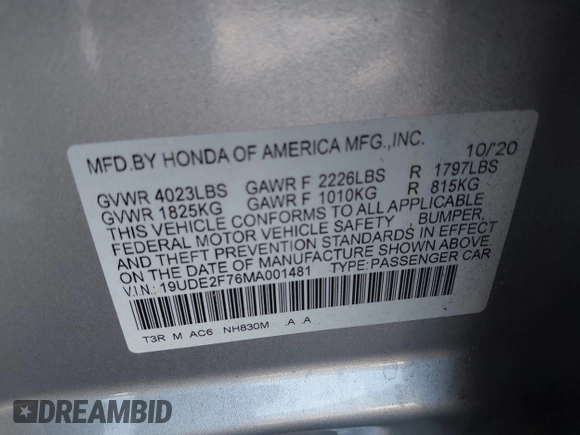 MFD.BY HONDA OF AMERICA MFG.,INC. 10/'20
GVWR 4023LBS GAWR F 2226LBS R 1797LBS
GVWR 1825KG GAWR F 1010KG R 815KG
THIS VEHICLE CONFORMS TO ALL APPLICABLE
FEDERAL MOTOR VEHICLE SAFETY , BUMPER,
AND THEFT PREVENTION STANDARDS IN EFFECT
ON THE DATE OF MANUFACTURE SHOWN ABOVE.
V.I.N.: 19UDE2F76MA001481 TYPE: PASSENGER CAR
T3R M AC6 NH830M .A .A
DREAMBID